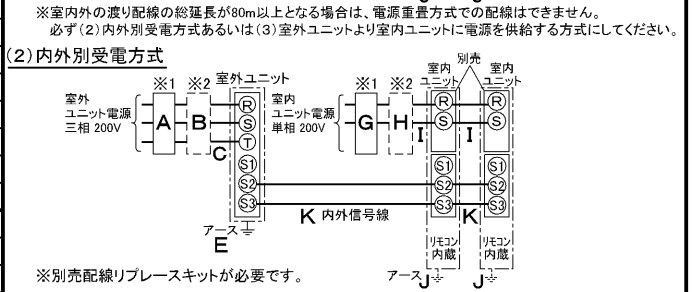 ※室内外の渡り配線の総延長が80m以上となる場合は、電源重畳方式での配線はできません。
必ず(2)内外別受電方式あるいは(3)室外ユニットより室内ユニットに電源を供給する方式にしてください。
(2)内外別受電方式
※1 ※2 室外ユニット
※1 ※2 室内ユニット 別売 室内ユニット
室外
ユニット電源
三相 200V
A B C
R
S
T
S1
S2
S3
室内
ユニット電源
単相 200V
G H I I
R R
S S
S1 S1
S2 S2
S3 S3
K 内外信号線 K
アース
E
リモコン
内蔵
リモコン
内蔵
アース J J
※別売配線リプレースキットが必要です。